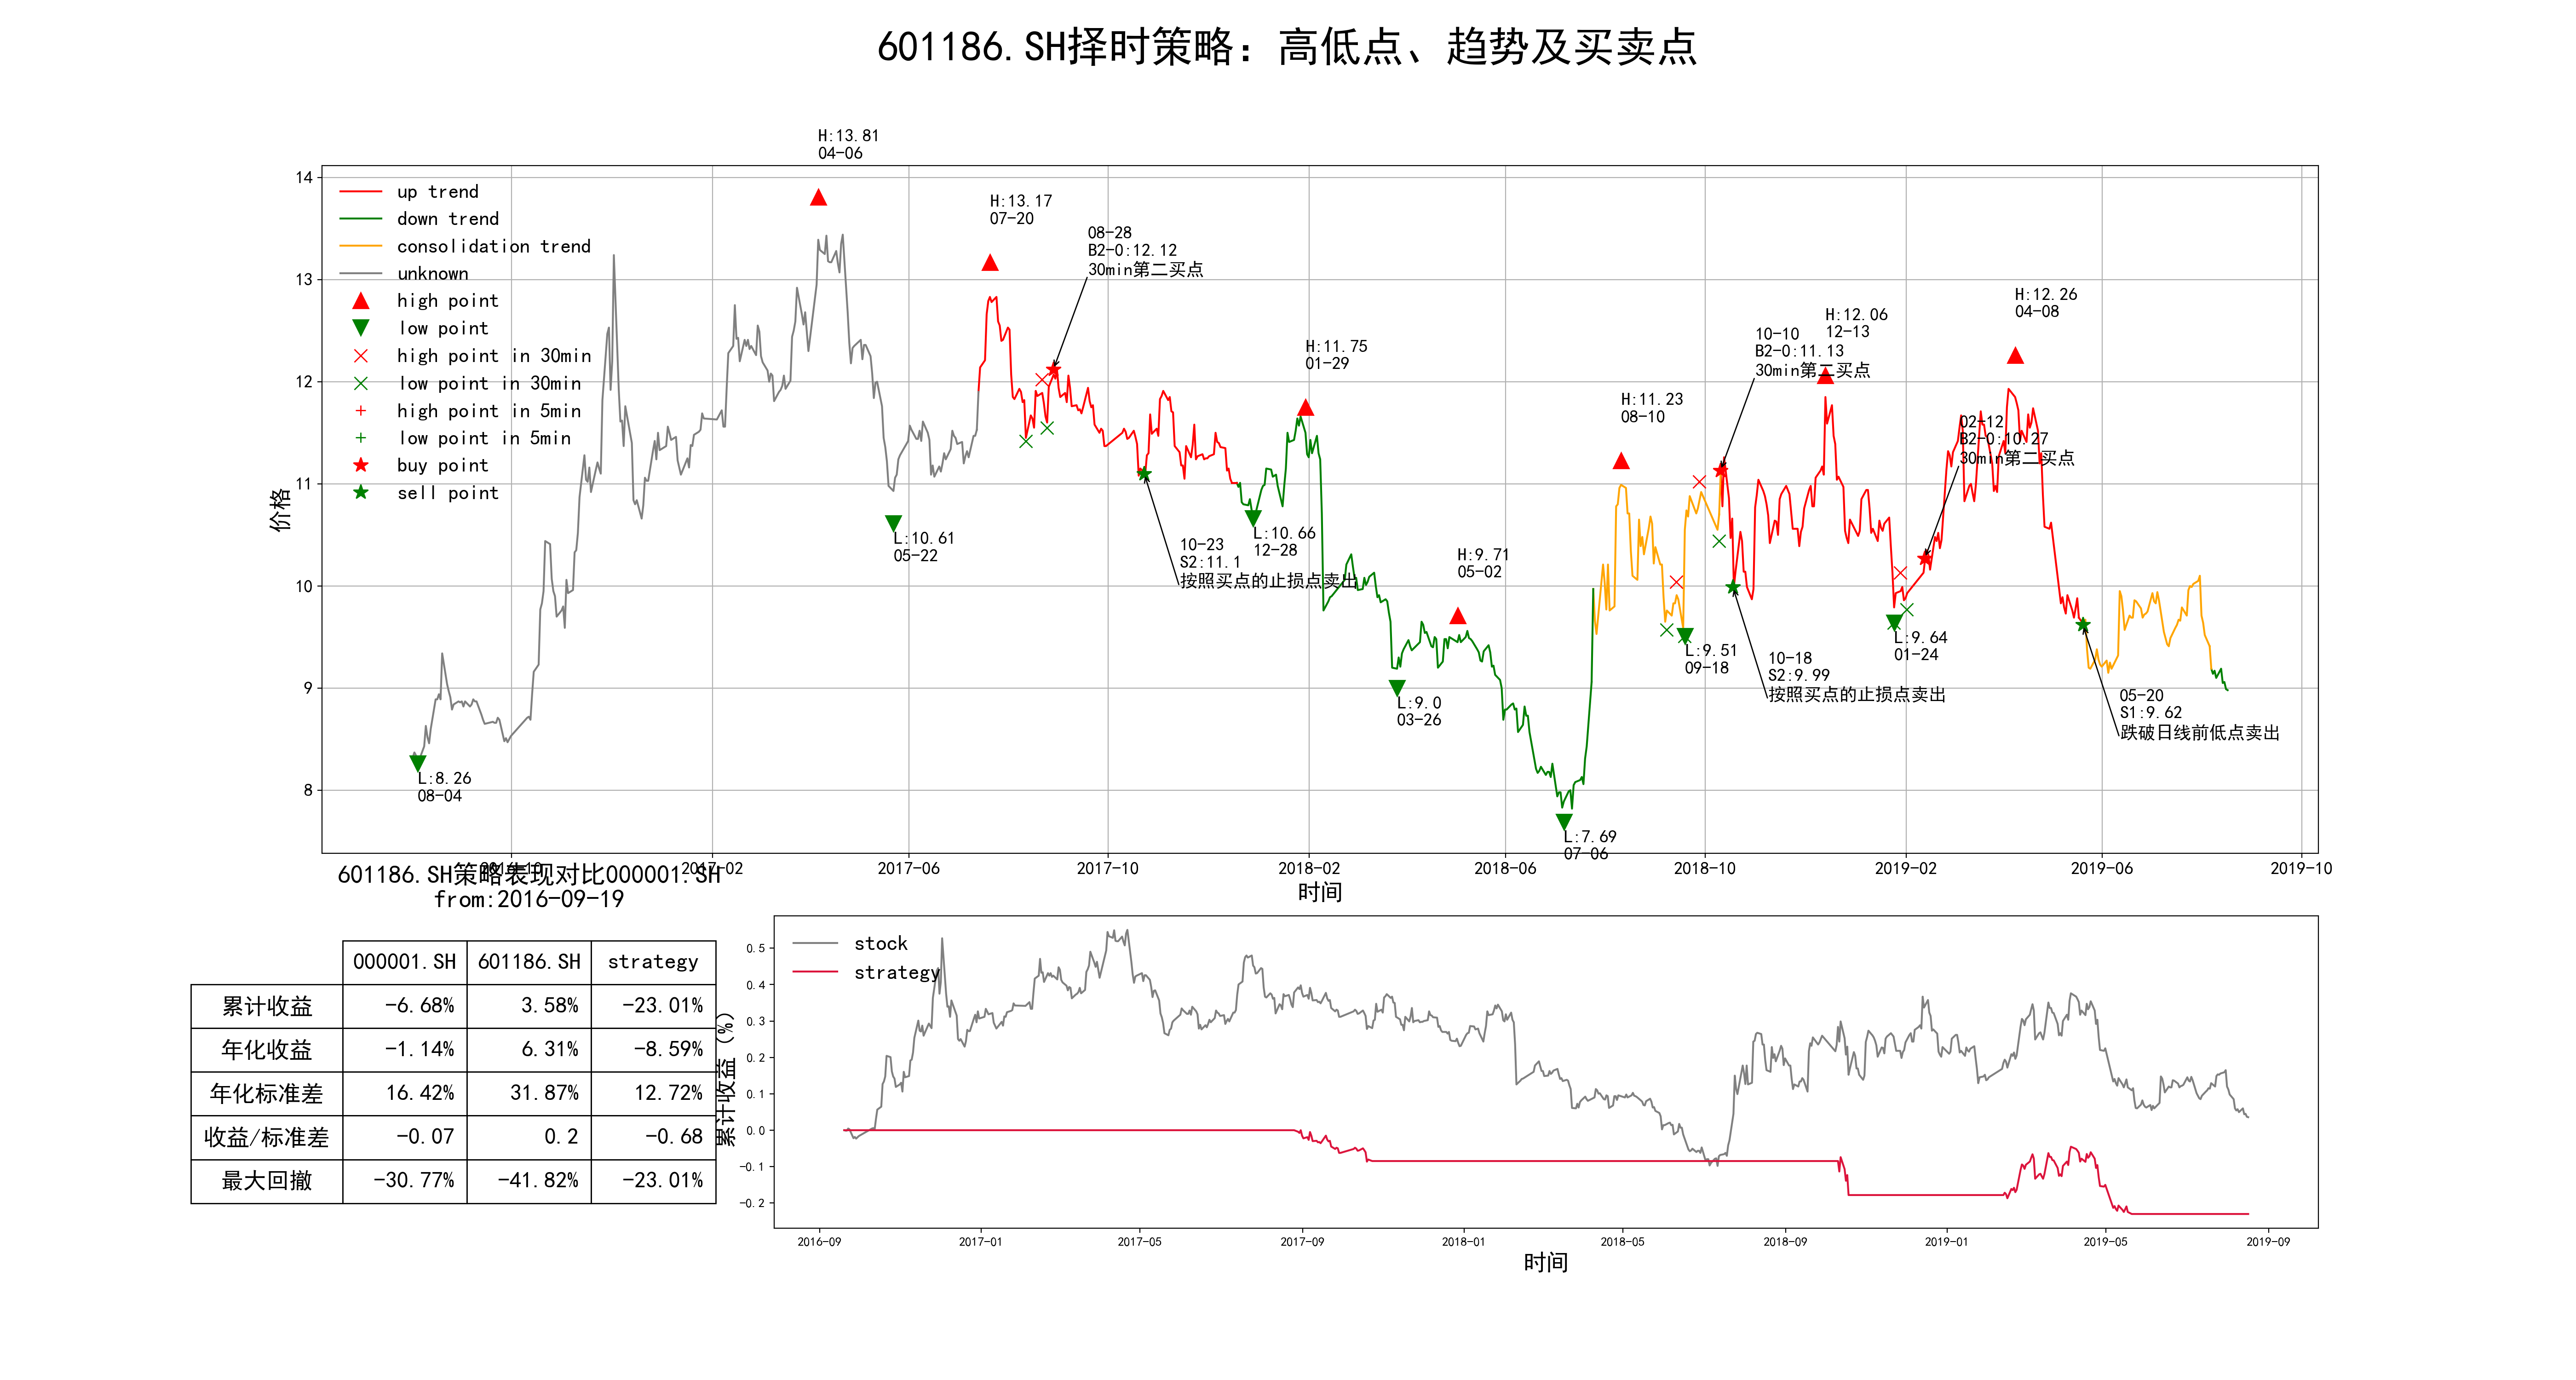 601186.SH择时策略：高低点、趋势及买卖点
H:13.81
04-06
H:13.17
07-20
08-28
B2-0:12.12
30min第二买点
H:11.75
01-29
10-23
S2:11.1
按照买点的止损点卖出
L:10.61
05-22
L:10.66
12-28
H:9.71
05-02
H:11.23
08-10
10-10
B2-0:11.13
30min第二买点
H:12.06
12-13
H:12.26
04-08
02-12
B2-0:10.27
30min第二买点
L:9.51
09-18
10-18
S2:9.99
按照买点的止损点卖出
L:9.64
01-24
L:9.0
03-26
05-20
S1:9.62
跌破日线前低点卖出
L:8.26
08-04
L:7.69
07-06
up trend
down trend
consolidation trend
unknown
high point
low point
high point in 30min
low point in 30min
high point in 5min
low point in 5min
buy point
sell point
价格
14
13
12
11
10
9
8
2016-10 2017-02 2017-06 2017-10 2018-02 2018-06 2018-10 2019-02 2019-06 2019-10
时间
601186.SH策略表现对比000001.SH
from:2016-09-19
000001.SH 601186.SH strategy
累计收益 -6.68% 3.58% -23.01%
年化收益 -1.14% 6.31% -8.59%
年化标准差 16.42% 31.87% 12.72%
收益/标准差 -0.07 0.2 -0.68
最大回撤 -30.77% -41.82% -23.01%
stock
strategy
累计收益（%）
0.5
0.4
0.3
0.2
0.1
0.0
-0.1
-0.2
2016-09 2017-01 2017-05 2017-09 2018-01 2018-05 2018-09 2019-01 2019-05 2019-09
时间